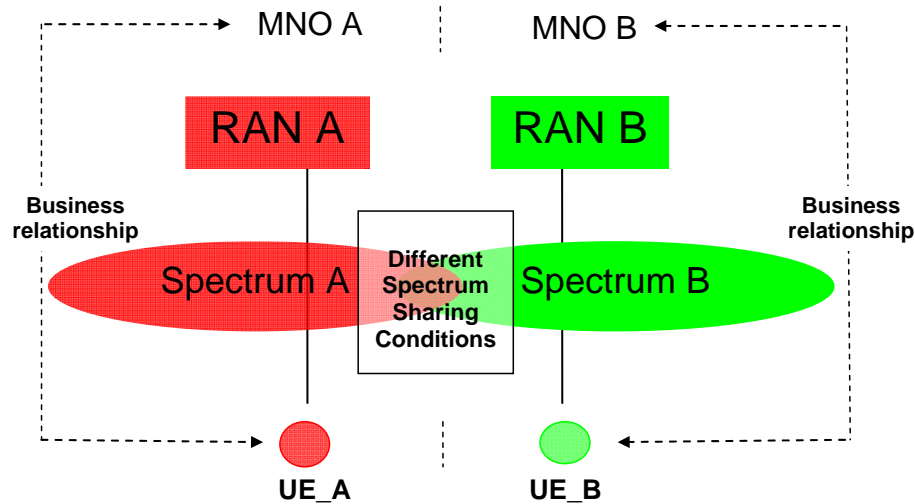 MNO A
MNO B
RAN A
RAN B
Business
relationship
Business
relationship
Spectrum A
Different
Spectrum
Sharing
Conditions
Spectrum B
UE_A
UE_B